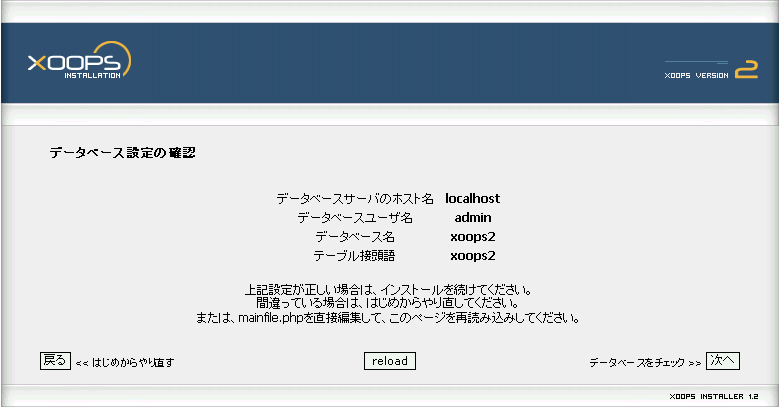 XOOPS
INSTALLATION
XOOPS VERSION 2
データベース設定の確認
データベースサーバのホスト名 localhost
データベースユーザ名 admin
データベース名 xoops2
テーブル接頭語 xoops2
上記設定が正しい場合は、インストールを続けてください。
間違っている場合は、はじめからやり直してください。
または、mainfile.phpを直接編集して、このページを再読み込みしてください。
戻る << はじめからやり直す reload データベースをチェック >> 次へ
XOOPS INSTALLER 1.2